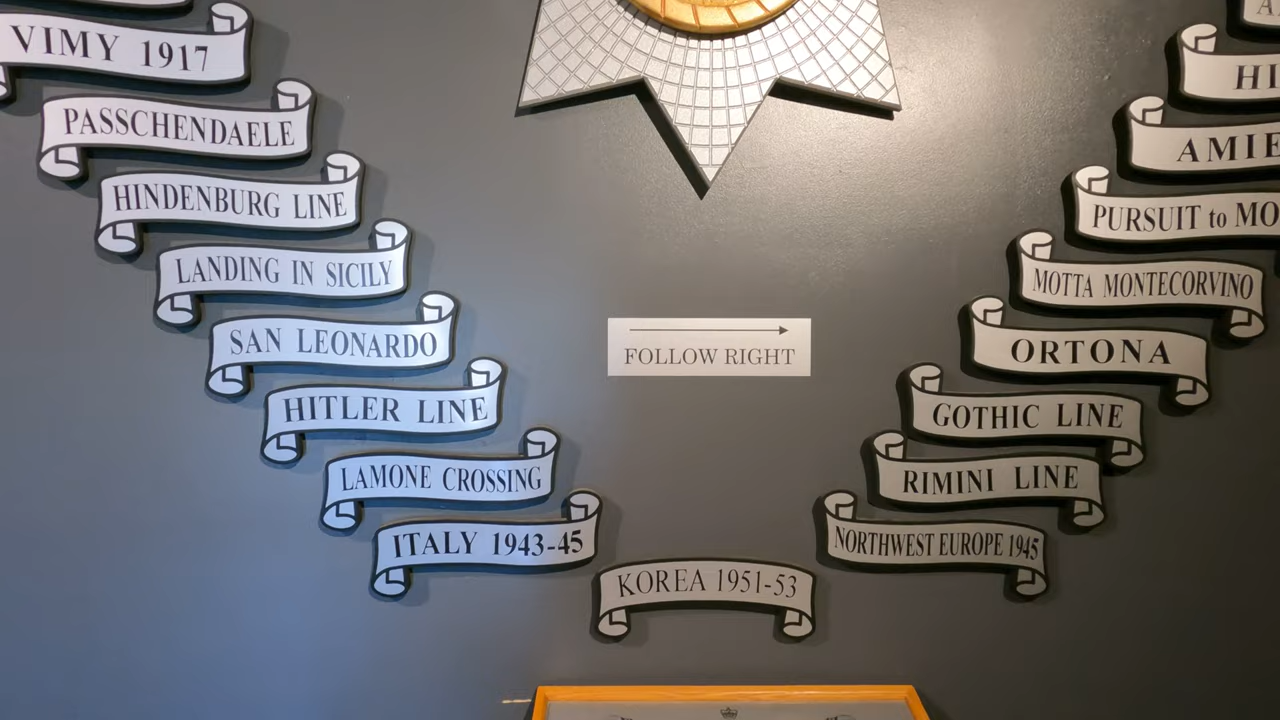 VIMY 1917
PASSCHENDAELE
HINDENBURG LINE
LANDING IN SICILY
SAN LEONARDO
HITLER LINE
LAMONE CROSSING
ITALY 1943-45
KOREA 1951-53
FOLLOW RIGHT
HI
AMIE
PURSUIT to MO
MOTTA MONTECORVINO
ORTONA
GOTHIC LINE
RIMINI LINE
NORTHWEST EUROPE 1945